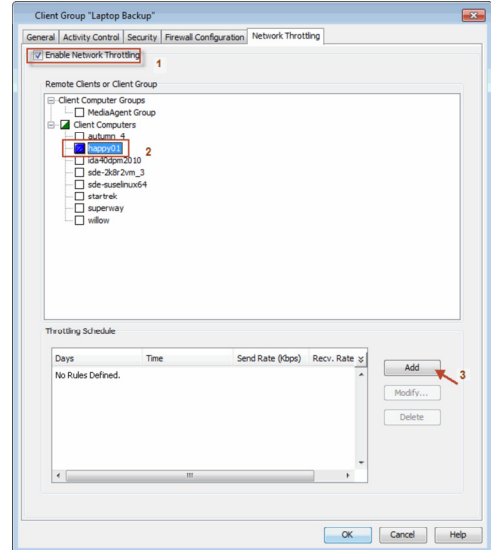 Client Group "Laptop Backup"
General Activity Control Security Firewall Configuration Network Throttling
Enable Network Throttling
1
Remote Clients or Client Group
Client Computer Groups
MediaAgent Group
Client Computers
autumn_4
happy01
2
ida40dpm2010
sde-2k8r2vm_3
sde-suselinux64
startrek
superway
willow
Throttling Schedule
Days Time Send Rate (Kbps) Recv. Rate
No Rules Defined.
Add
3
Modify...
Delete
OK Cancel Help